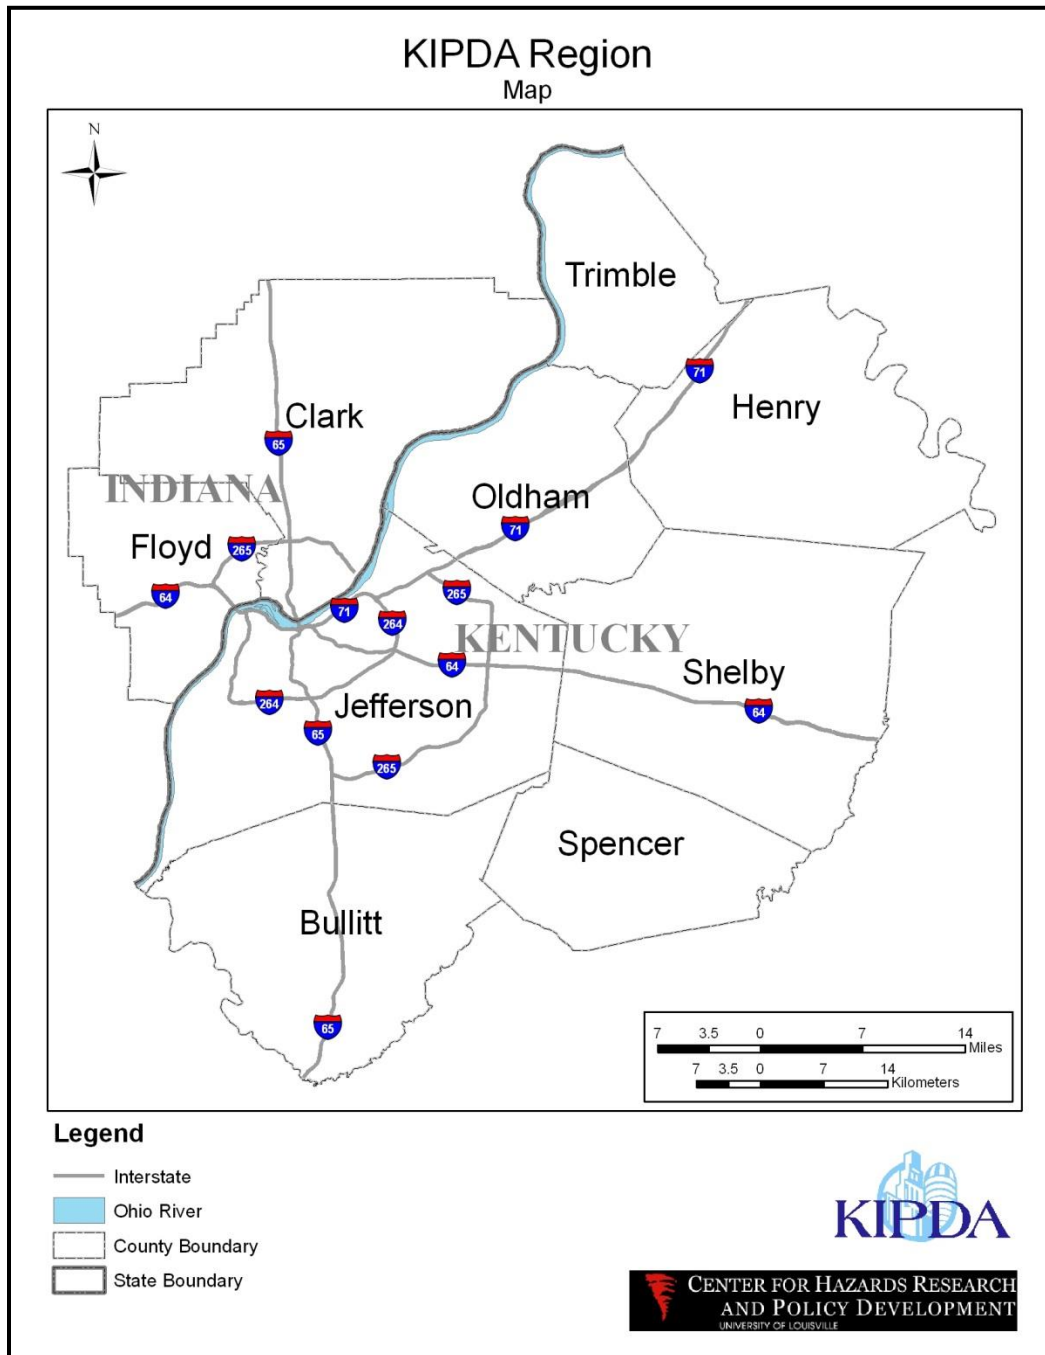 KIPDA Region
Map
N
Trimble
71
Henry
Clark
65
INDIANA
Oldham
71
Floyd
265
64
265
71
264
KENTUCKY
64
Shelby
264
Jefferson
64
65
265
Spencer
Bullitt
65
7 3.5 0 7 14
Miles
7 3.5 0 7 14
Kilometers
Legend
Interstate
Ohio River
County Boundary
State Boundary
KIPDA
CENTER FOR HAZARDS RESEARCH
AND POLICY DEVELOPMENT
UNIVERSITY OF LOUISVILLE